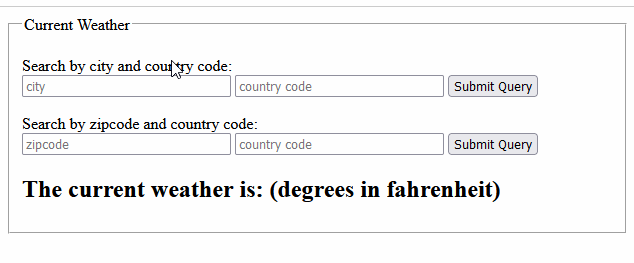 Current Weather
Search by city and country code:
city country code Submit Query
Search by zipcode and country code:
zipcode country code Submit Query
The current weather is: (degrees in fahrenheit)